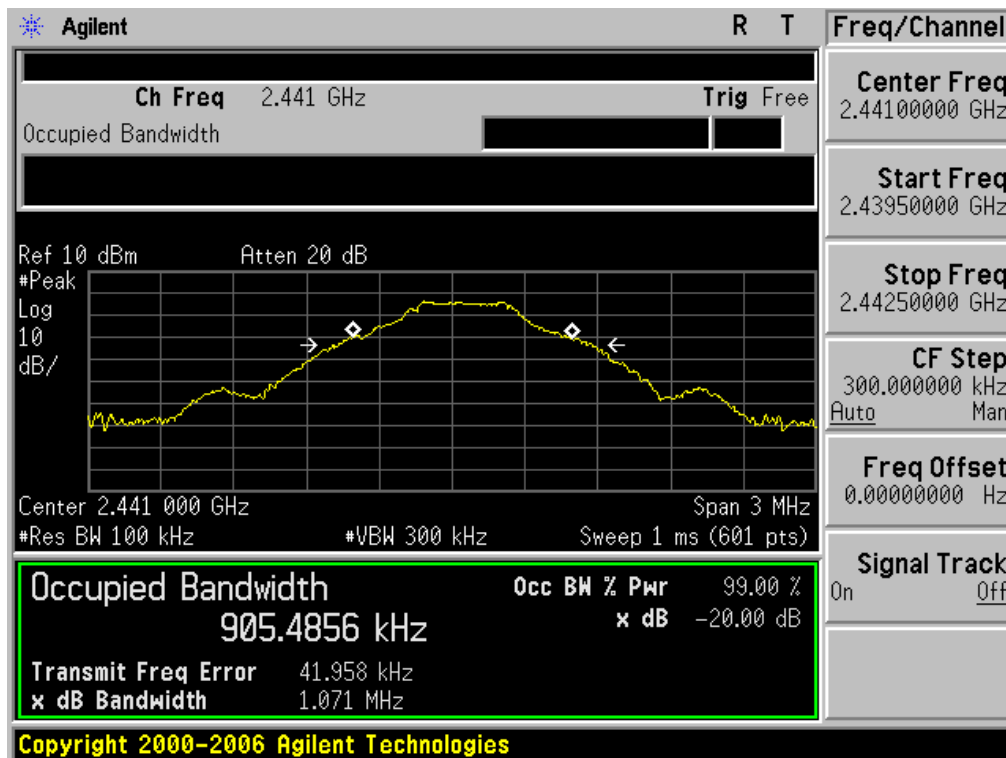 Agilent R T
Ch Freq 2.441 GHz Trig Free
Occupied Bandwidth
Ref 10 dBm Atten 20 dB
#Peak
Log
10
dB/
Center 2.441 000 GHz Span 3 MHz
#Res BW 100 kHz #VBW 300 kHz Sweep 1 ms (601 pts)
Occupied Bandwidth Occ BW % Pwr 99.00 %
905.4856 kHz x dB -20.00 dB
Transmit Freq Error 41.958 kHz
x dB Bandwidth 1.071 MHz
Copyright 2000-2006 Agilent Technologies
Freq/Channel
Center Freq
2.44100000 GHz
Start Freq
2.43950000 GHz
Stop Freq
2.44250000 GHz
CF Step
300.000000 kHz
Auto Man
Freq Offset
0.00000000 Hz
Signal Track
On Off